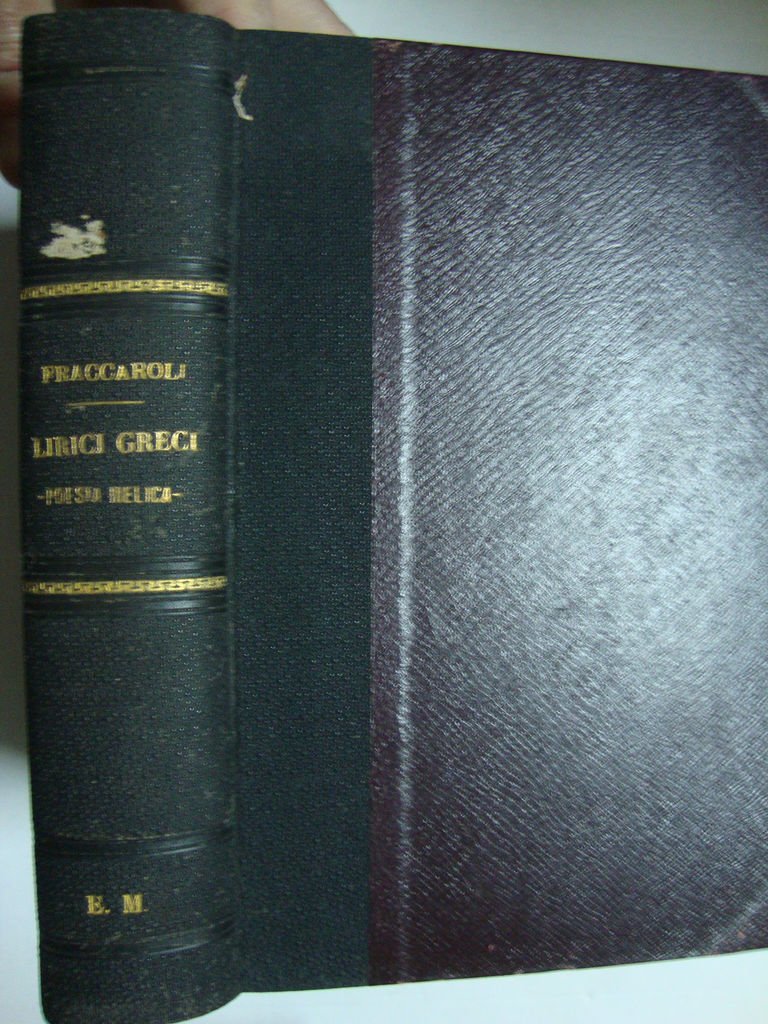 FRACCAROLI
LIRICI GRECI
-POESIA MELICA-
E. M.